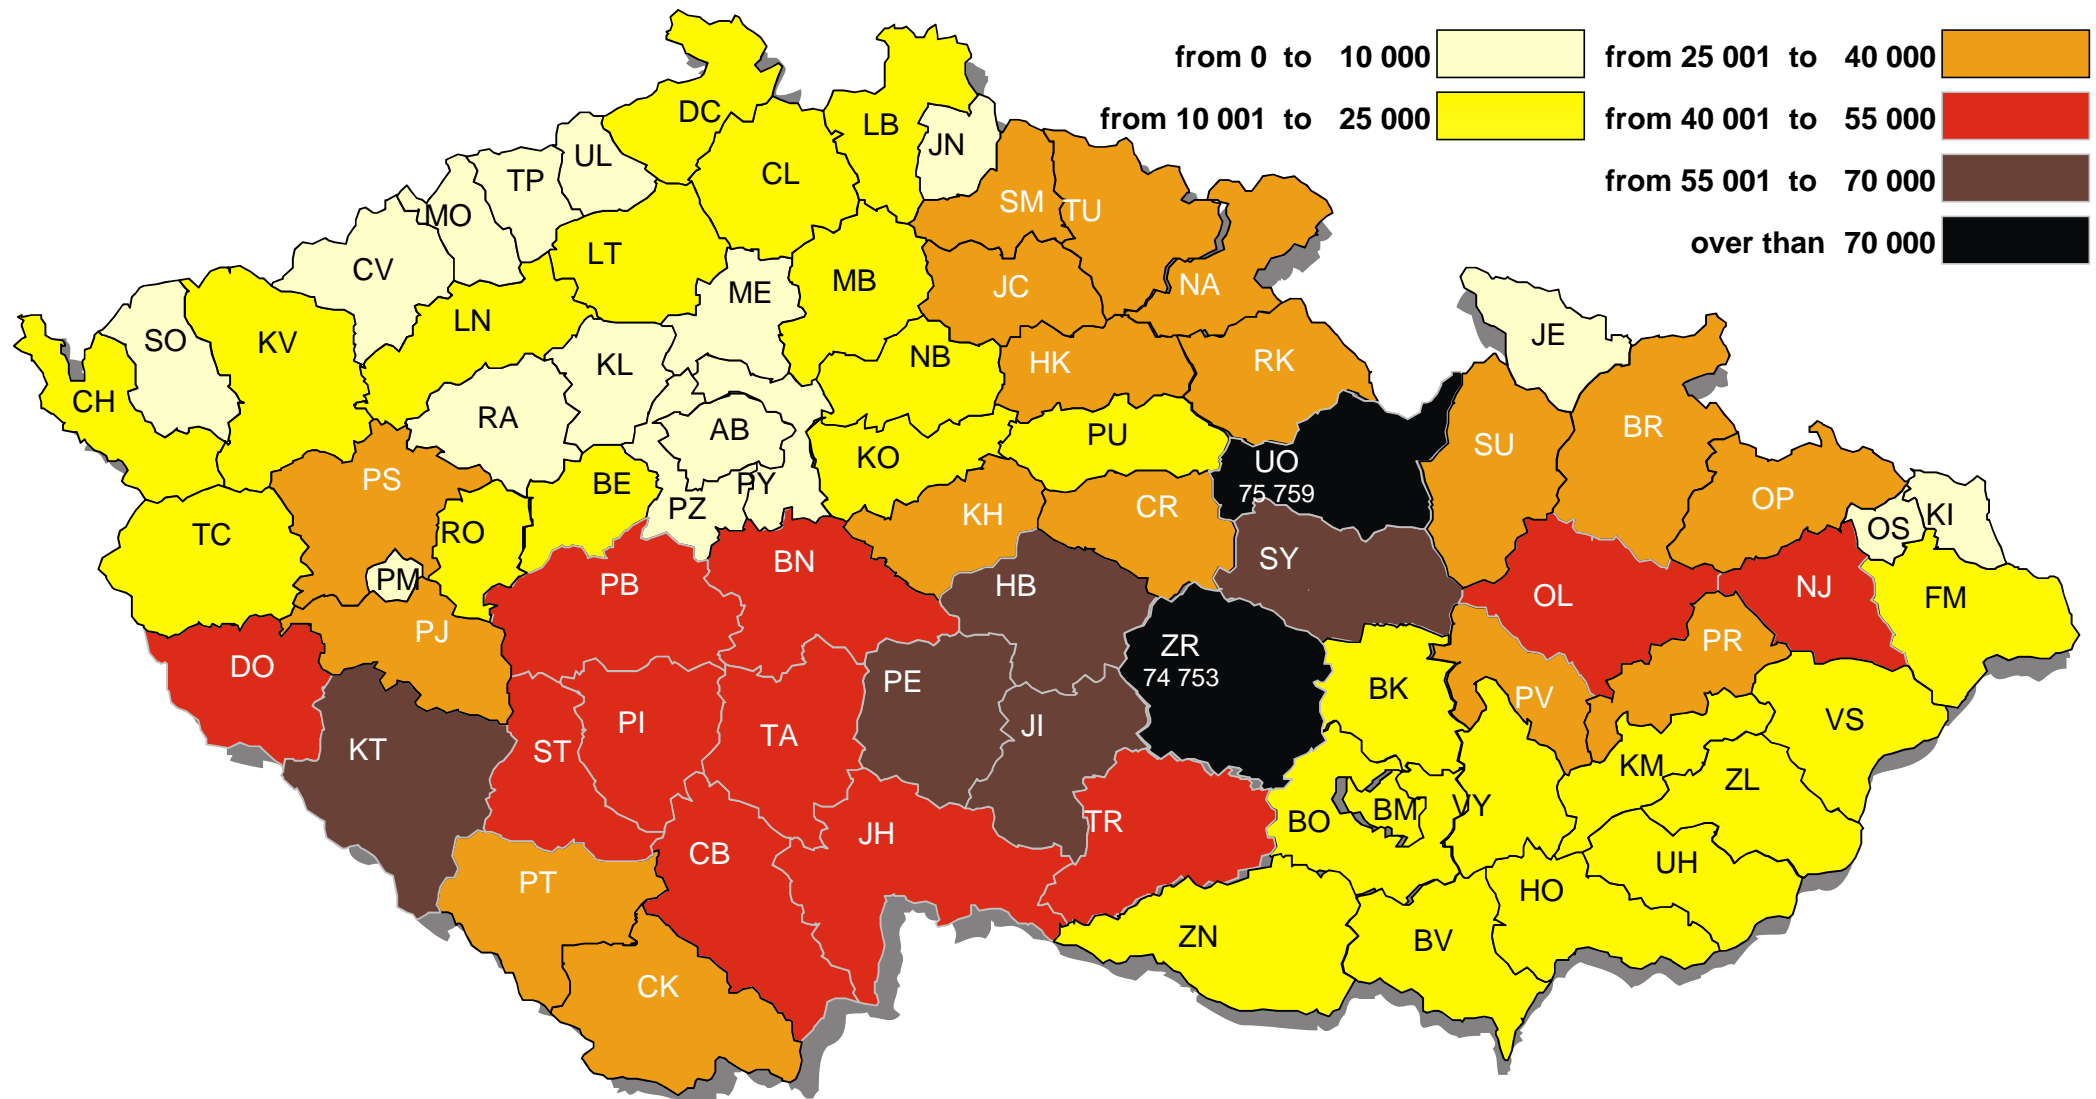 from 0 to 10 000
from 25 001 to 40 000
from 10 001 to 25 000
from 40 001 to 55 000
from 55 001 to 70 000
over than 70 000
DC
LB
JN
UL
TP
CL
MO
SM
TU
CV
LT
ME
MB
JC
NA
SO
KV
LN
KL
NB
HK
RK
JE
CH
RA
AB
KO
PU
UO
75 759
SU
BR
PS
BE
PZ
PY
KH
CR
OP
TC
RO
OS
KI
PM
PB
BN
HB
SY
OL
NJ
FM
PJ
DO
ZR
74 753
PR
KT
ST
PI
TA
PE
JI
BK
PV
VS
KM
ZL
CB
JH
TR
BO
BM
VY
PT
HO
UH
CK
ZN
BV